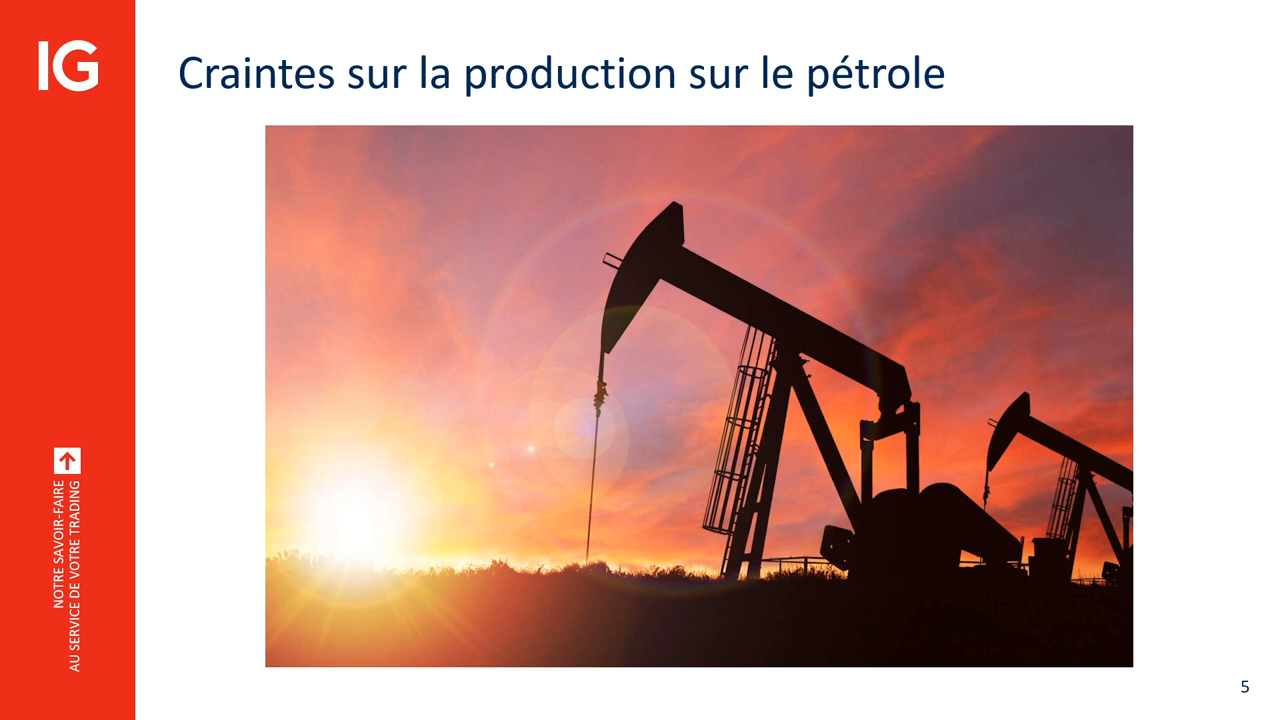 IG
Craintes sur la production sur le pétrole
NOTRE SAVOIR-FAIRE
AU SERVICE DE VOTRE TRADING
5